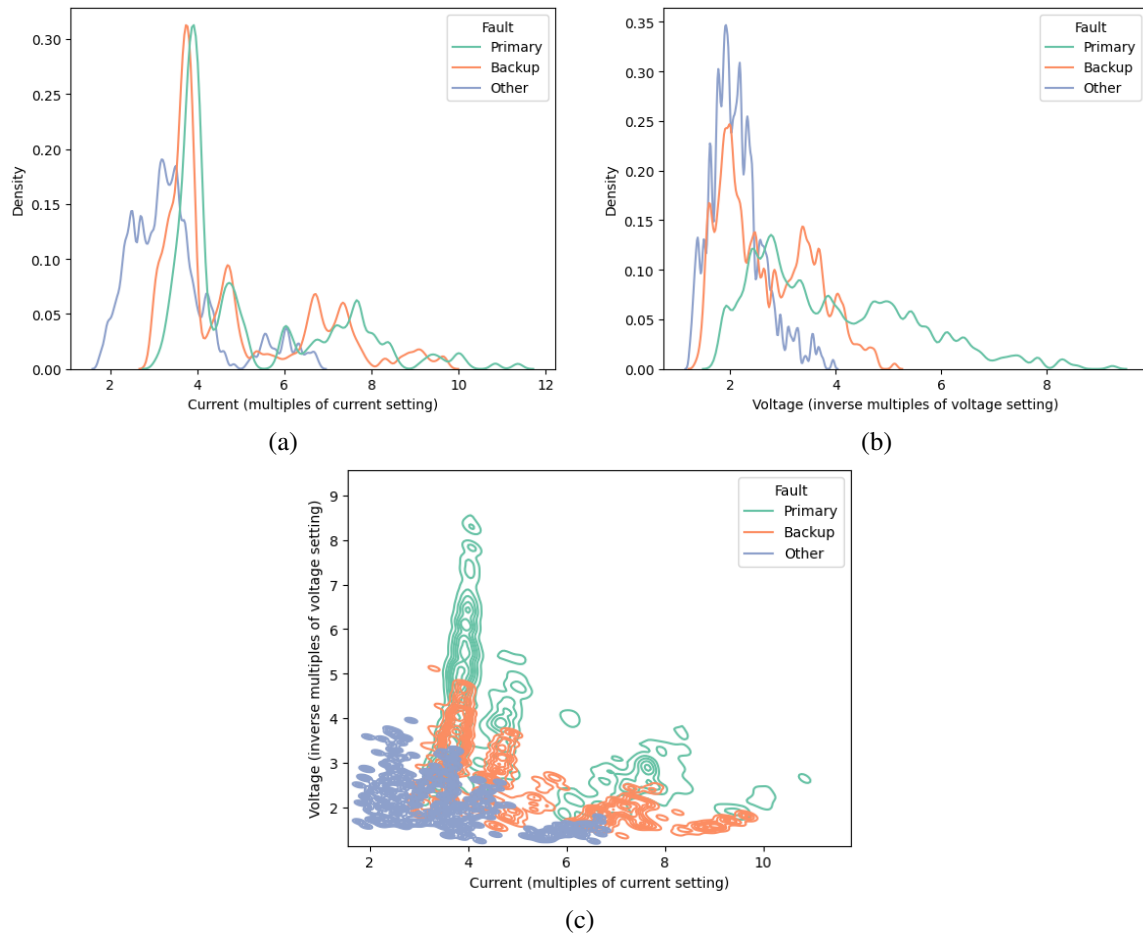 Fault
Primary
Backup
Other
0.30
0.25
0.20
0.15
0.10
0.05
0.00
Density
2 4 6 8 10 12
Current (multiples of current setting)
(a)
Fault
Primary
Backup
Other
0.35
0.30
0.25
0.20
0.15
0.10
0.05
0.00
Density
2 4 6 8
Voltage (inverse multiples of voltage setting)
(b)
Fault
Primary
Backup
Other
9
8
7
6
5
4
3
2
Voltage (inverse multiples of voltage setting)
2 4 6 8 10
Current (multiples of current setting)
(c)